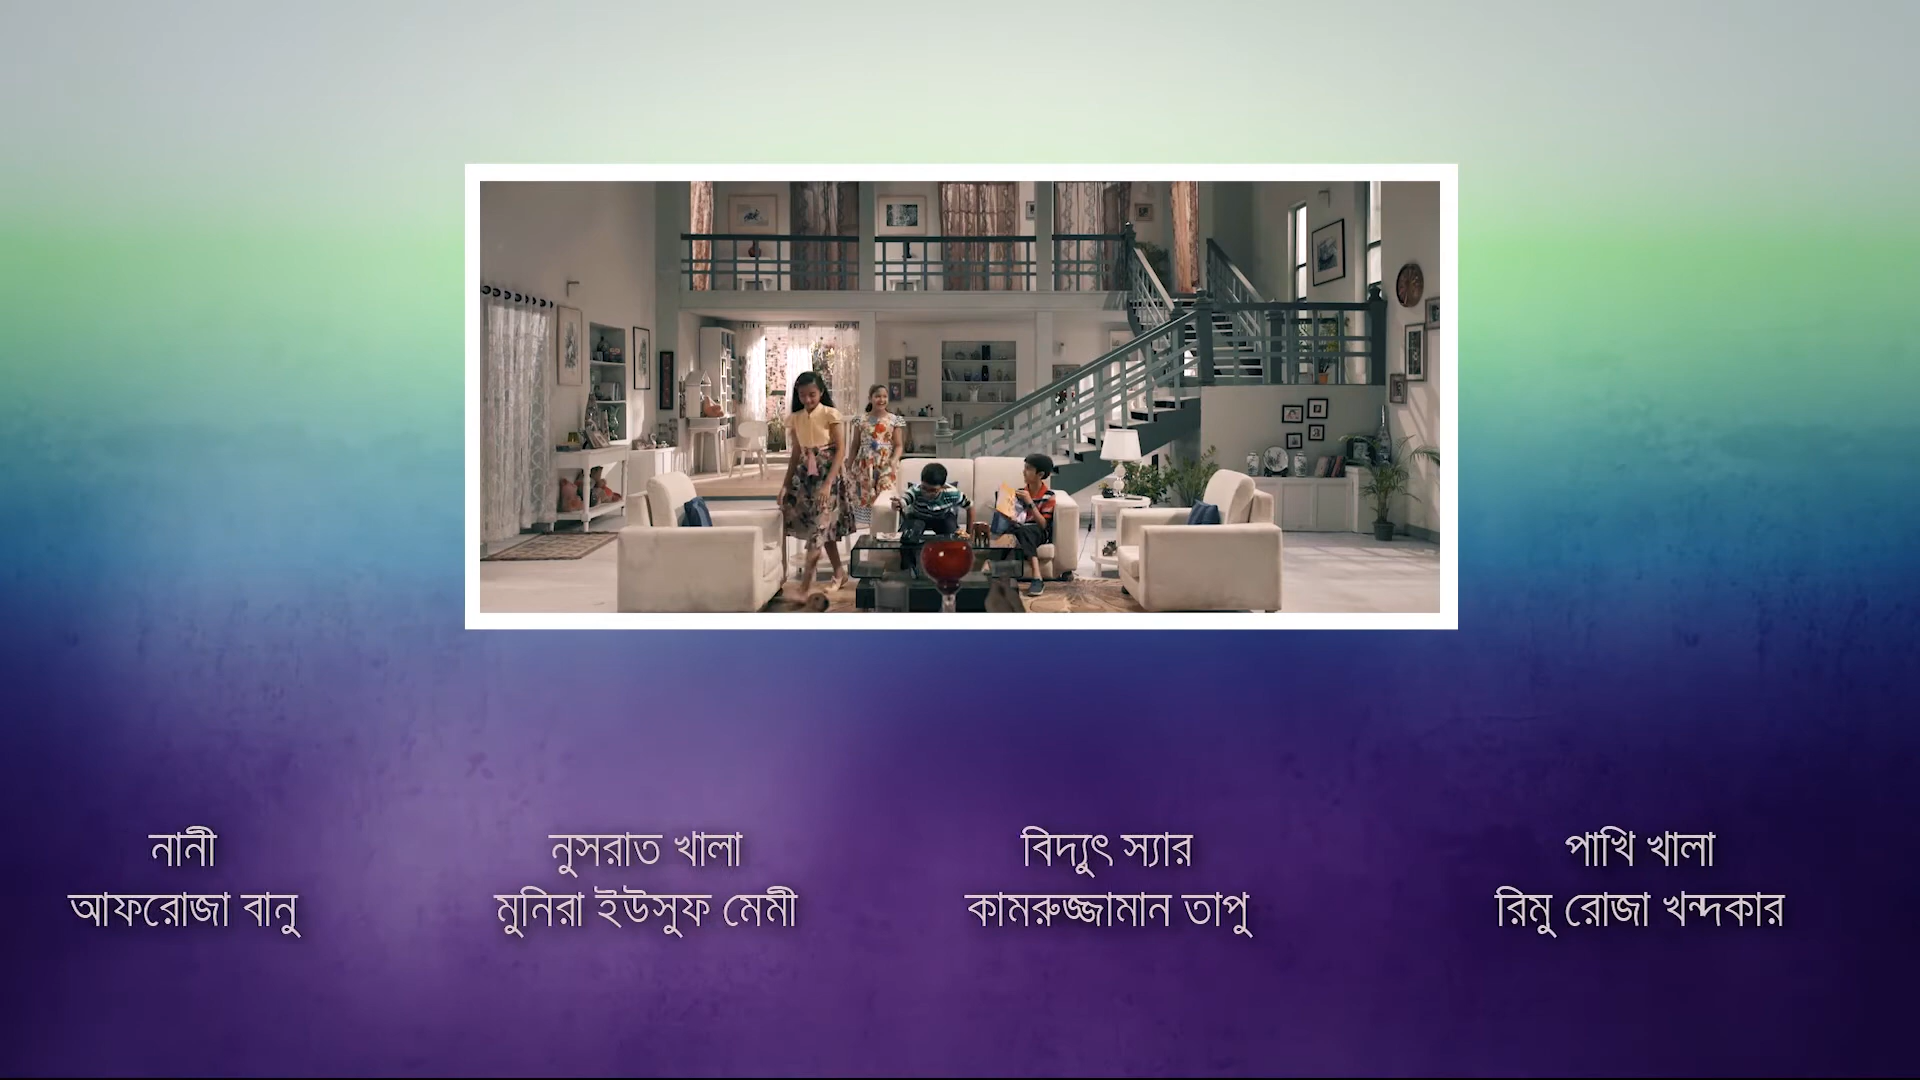 নানী
আফরোজা বানু
নুসরাত খালা
মুনিরা ইউসুফ মেমী
বিদ্যুৎ স্যার
কামরুজ্জামান তাপু
পাখি খালা
রিমু রোজা খন্দকার